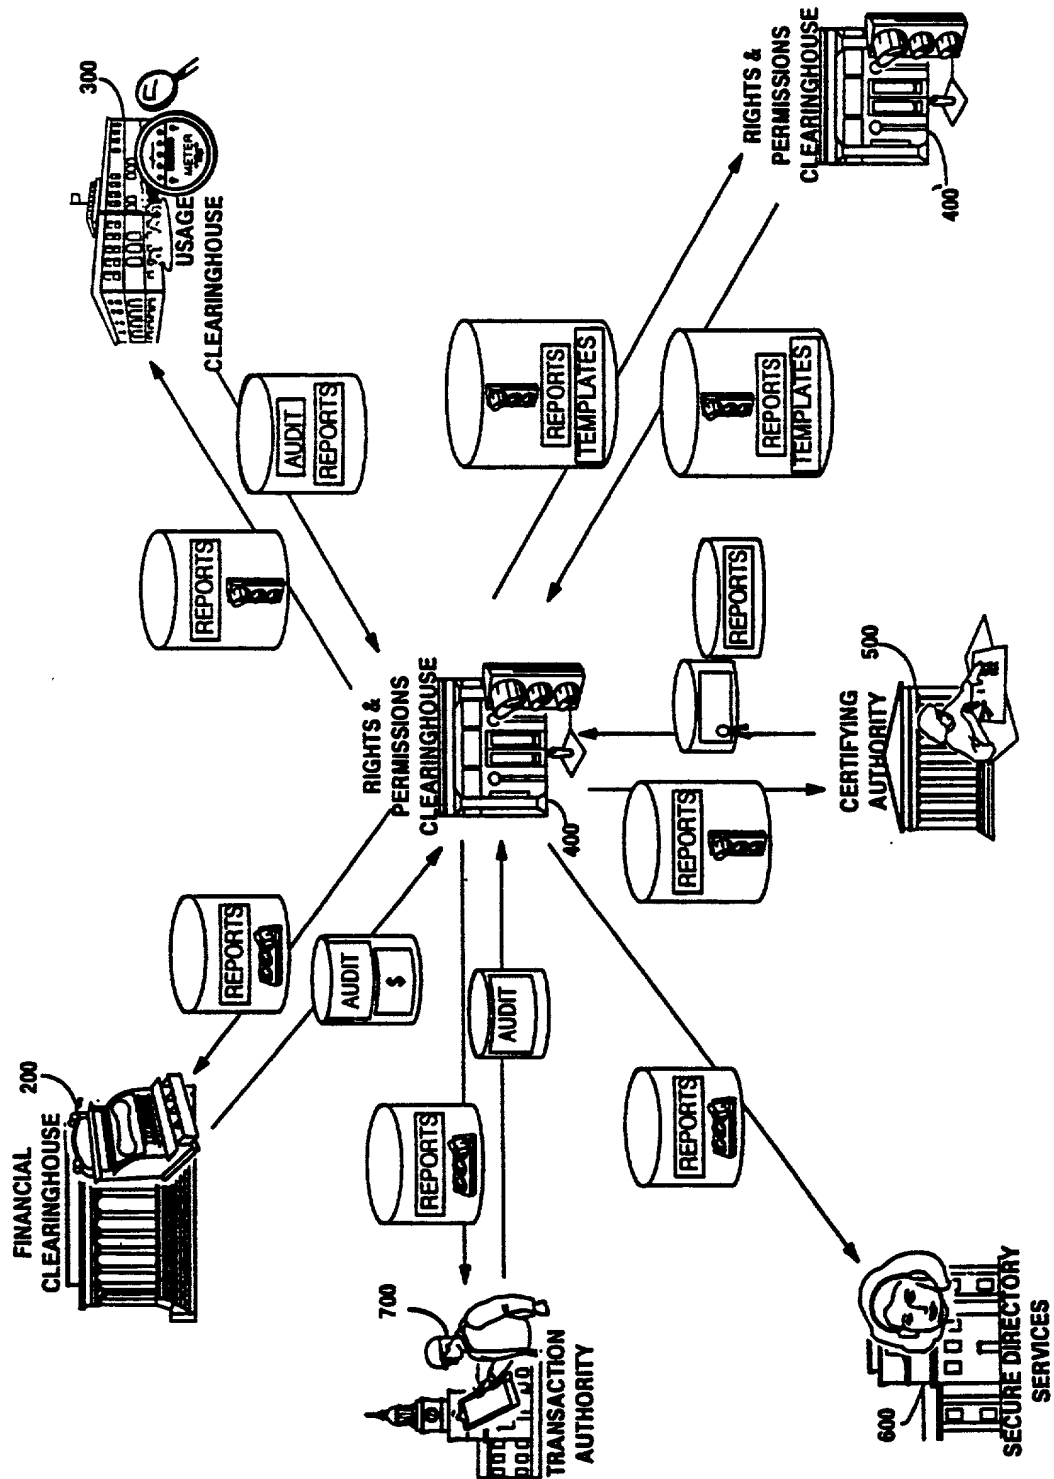 FINANCIAL
CLEARINGHOUSE
200
REPORTS
AUDIT
$
USAGE
CLEARINGHOUSE
300
METER
REPORTS
AUDIT
REPORTS
TRANSACTION
AUTHORITY
700
REPORTS
AUDIT
RIGHTS &
PERMISSIONS
CLEARINGHOUSE
400
REPORTS
TEMPLATES
REPORTS
TEMPLATES
RIGHTS &
PERMISSIONS
CLEARINGHOUSE
400'
SECURE DIRECTORY
SERVICES
600
REPORTS
REPORTS
REPORTS
CERTIFYING
AUTHORITY
500